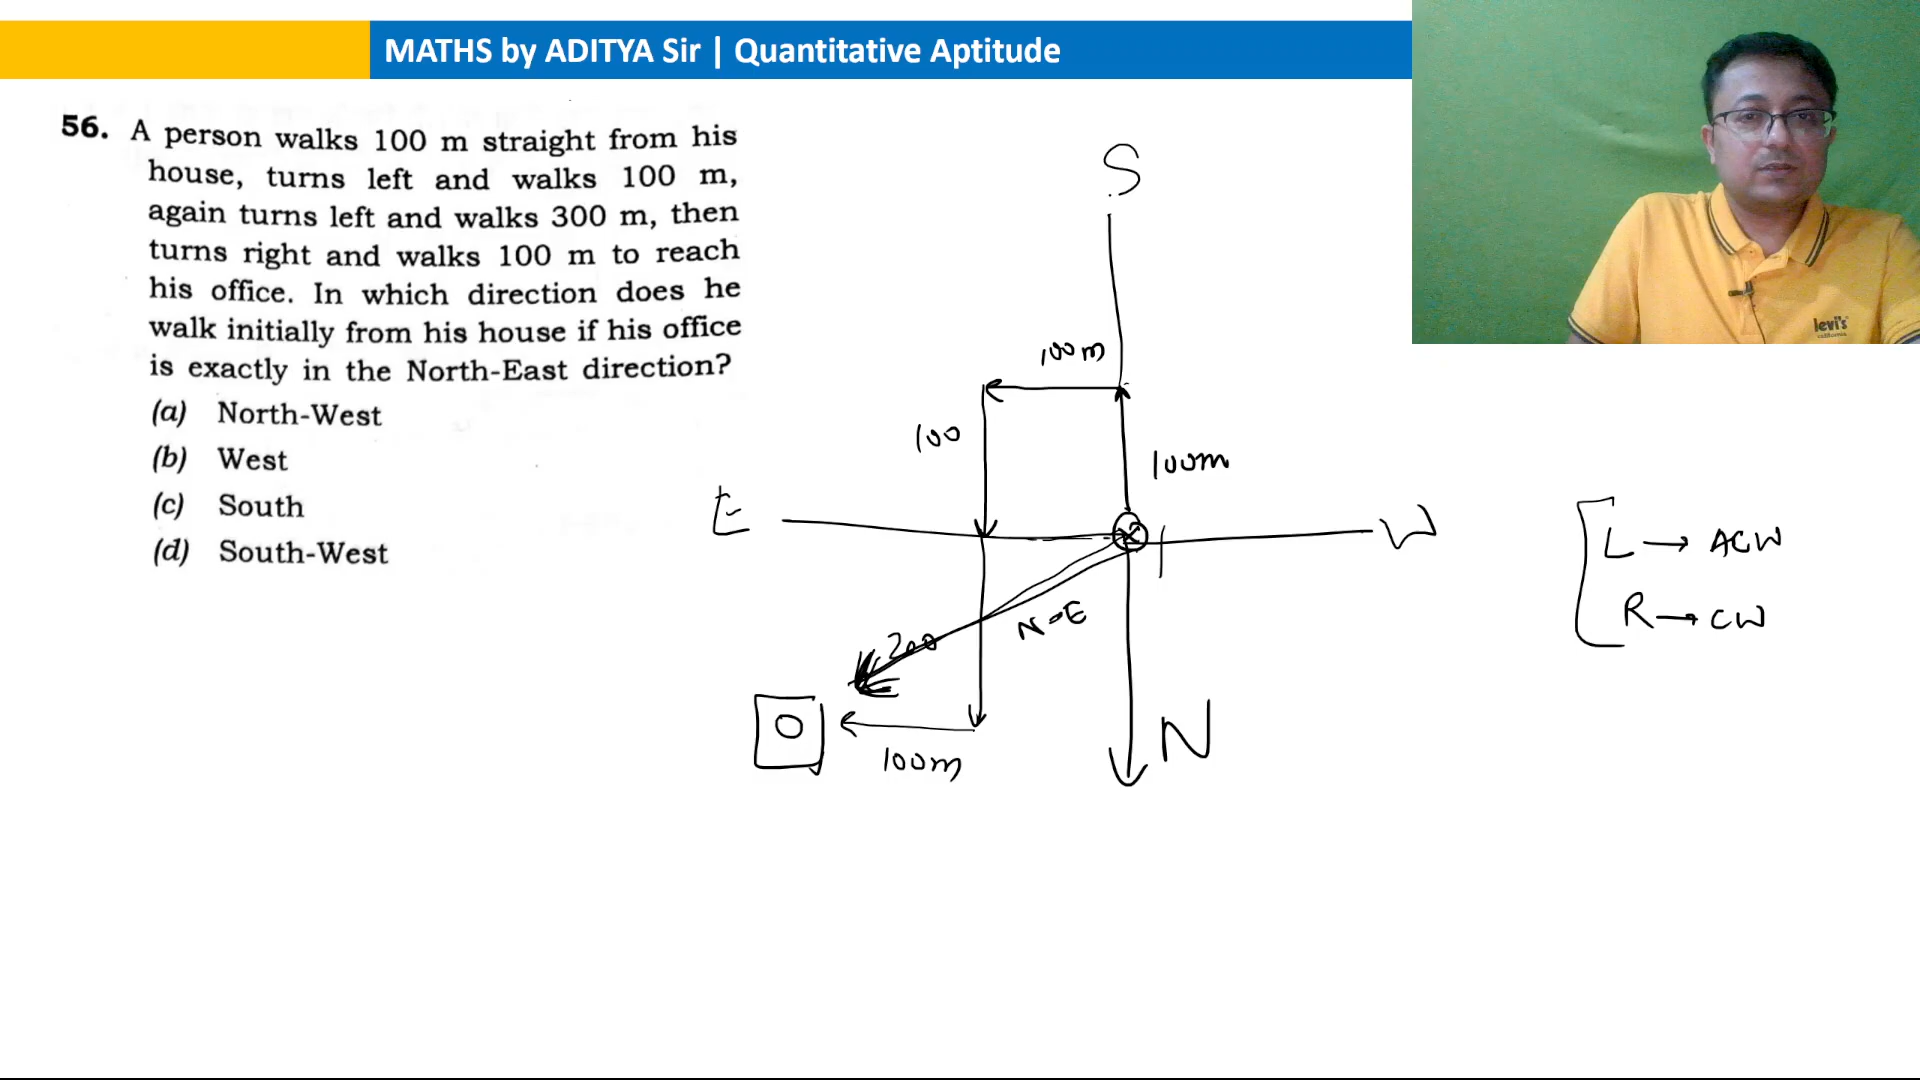 MATHS by ADITYA Sir | Quantitative Aptitude
56. A person walks 100 m straight from his
house, turns left and walks 100 m,
again turns left and walks 300 m, then
turns right and walks 100 m to reach
his office. In which direction does he
walk initially from his house if his office
is exactly in the North-East direction?
(a) North-West
(b) West
(c) South
(d) South-West
S
100m
100
100m
E
W
N-E
200
O
100m
N
L → ACW
R → CW
levi's